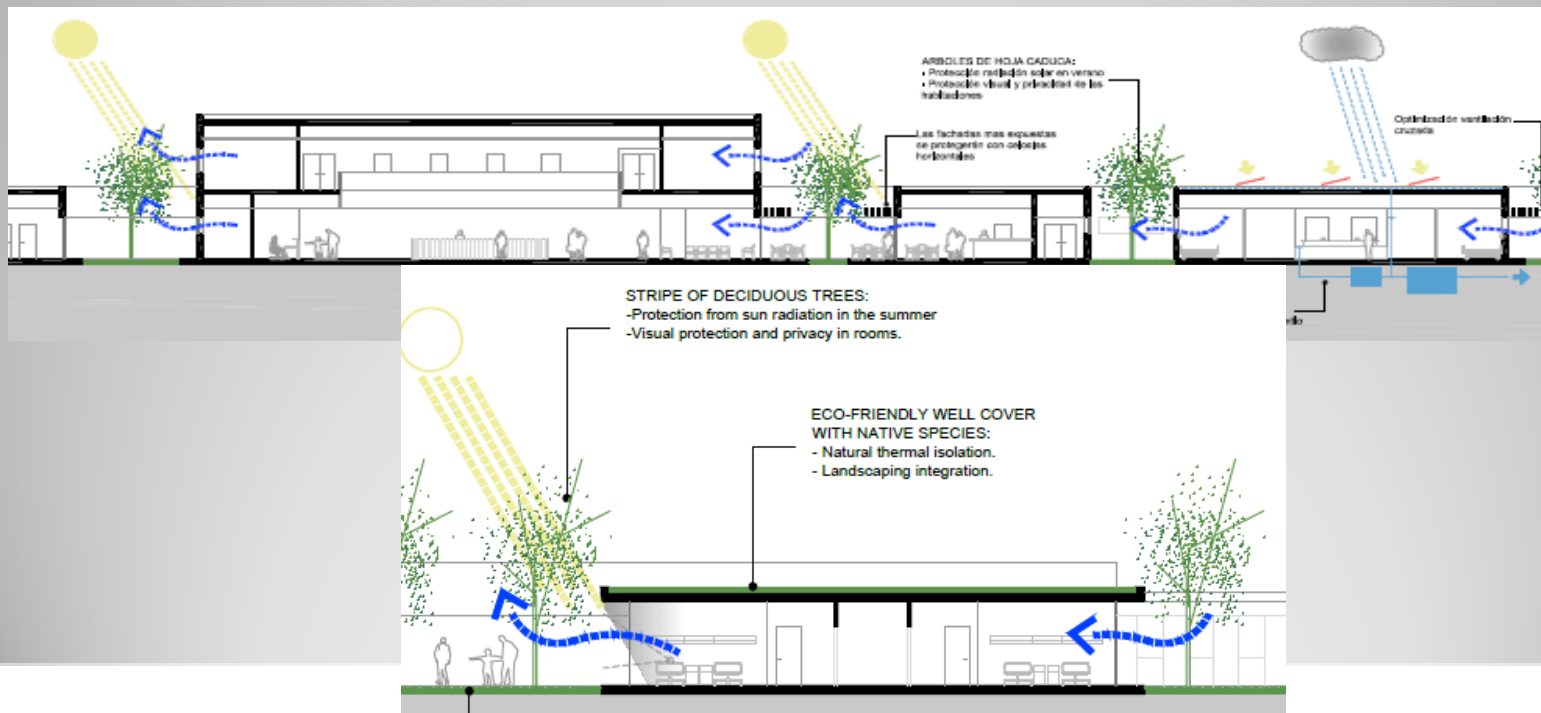 ARBOLES DE HOJA CADUCA:
• Protección radiación solar en verano
• Protección visual y privacidad de las
habitaciones
Las fachadas mas expuestas
se protegerán con celosías
horizontales
Optimización ventilación
cruzada
STRIPE OF DECIDUOUS TREES:
-Protection from sun radiation in the summer
-Visual protection and privacy in rooms.
ECO-FRIENDLY WELL COVER
WITH NATIVE SPECIES:
- Natural thermal isolation.
- Landscaping integration.